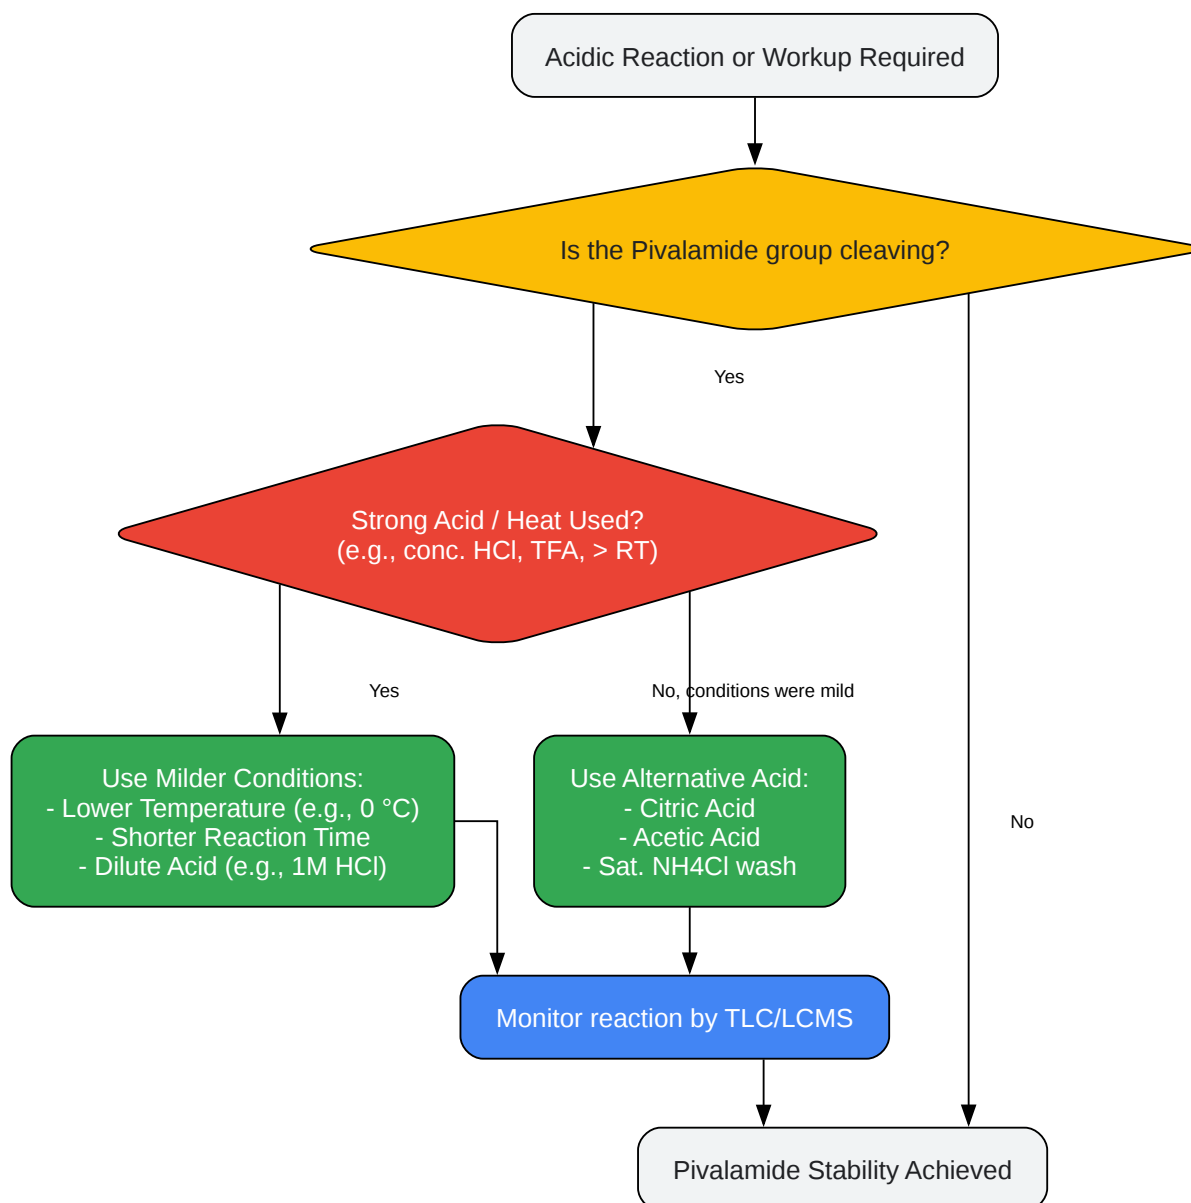 Acidic Reaction or Workup Required
Is the Pivalamide group cleaving?
Yes
Strong Acid / Heat Used?
(e.g., conc. HCl, TFA, > RT)
Yes
No, conditions were mild
Use Milder Conditions:
- Lower Temperature (e.g., 0 °C)
- Shorter Reaction Time
- Dilute Acid (e.g., 1M HCl)
Use Alternative Acid:
- Citric Acid
- Acetic Acid
- Sat. NH4Cl wash
No
Monitor reaction by TLC/LCMS
Pivalamide Stability Achieved